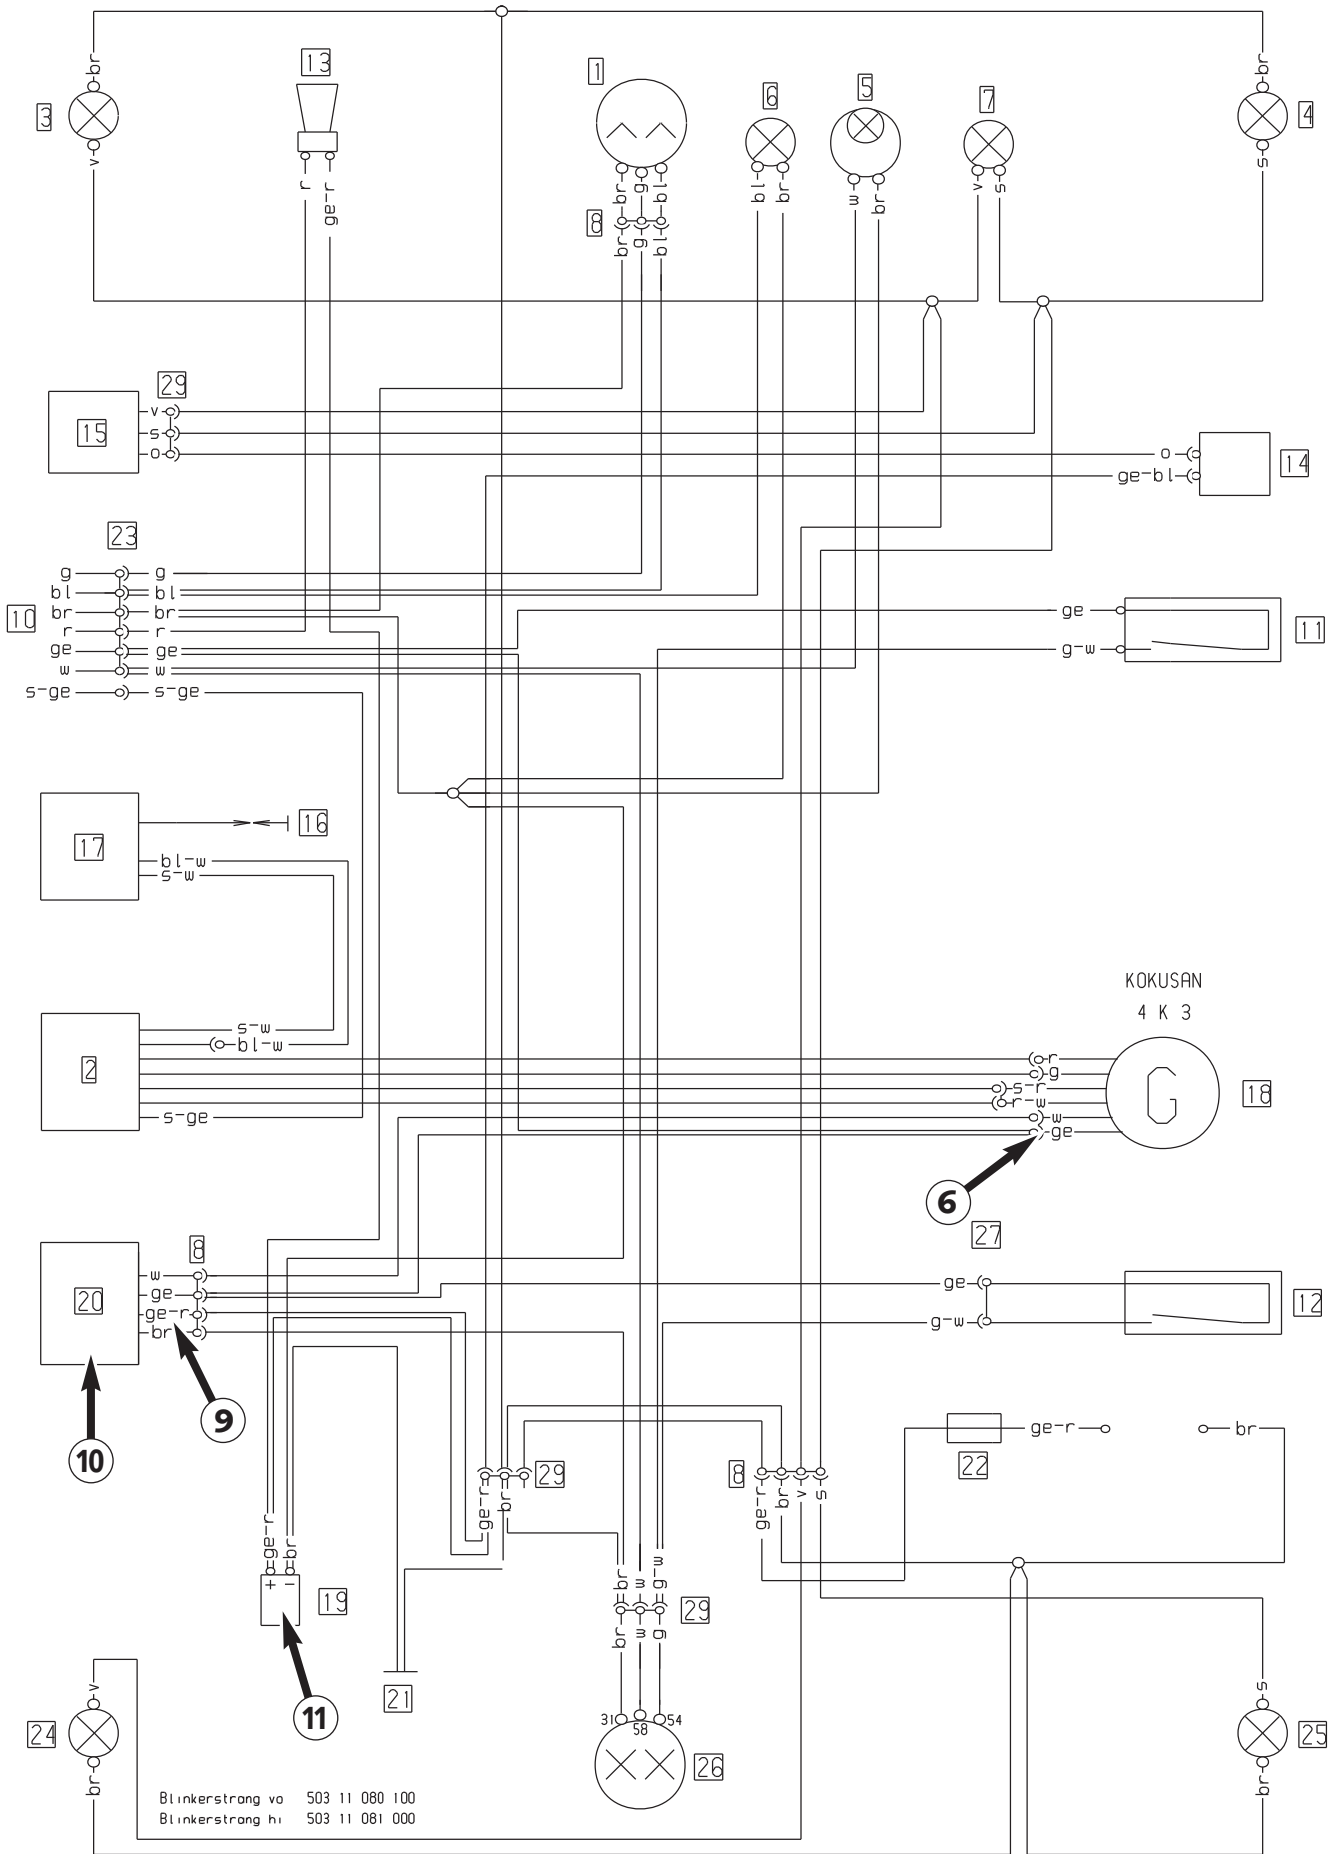 br
13
1
6
5
7
br
3
4
v
r
ge-r
br
g
bl
bl
br
w
br
v
s
s
8
br
g
bl
29
v
15
s
o
o
14
ge-bl
23
g
g
bl
bl
10
br
br
ge
11
r
r
ge
ge
g-w
w
w
s-ge
s-ge
17
16
bl-w
s-w
KOKUSAN
4 K 3
2
s-w
bl-w
r
g
s-r
r-w
w
ge
s-ge
G
18
6
27
8
20
w
ge
ge-r
br
ge
g-w
12
9
10
ge-r
br
22
29
8
ge-r
br
ge-r
br
v
s
ge-r
br
+
-
19
br
w
g-w
29
br
w
g
21
11
v
s
24
31
58
54
26
25
br
br
Blinkerstrang vo 503 11 080 100
Blinkerstrang hi 503 11 081 000